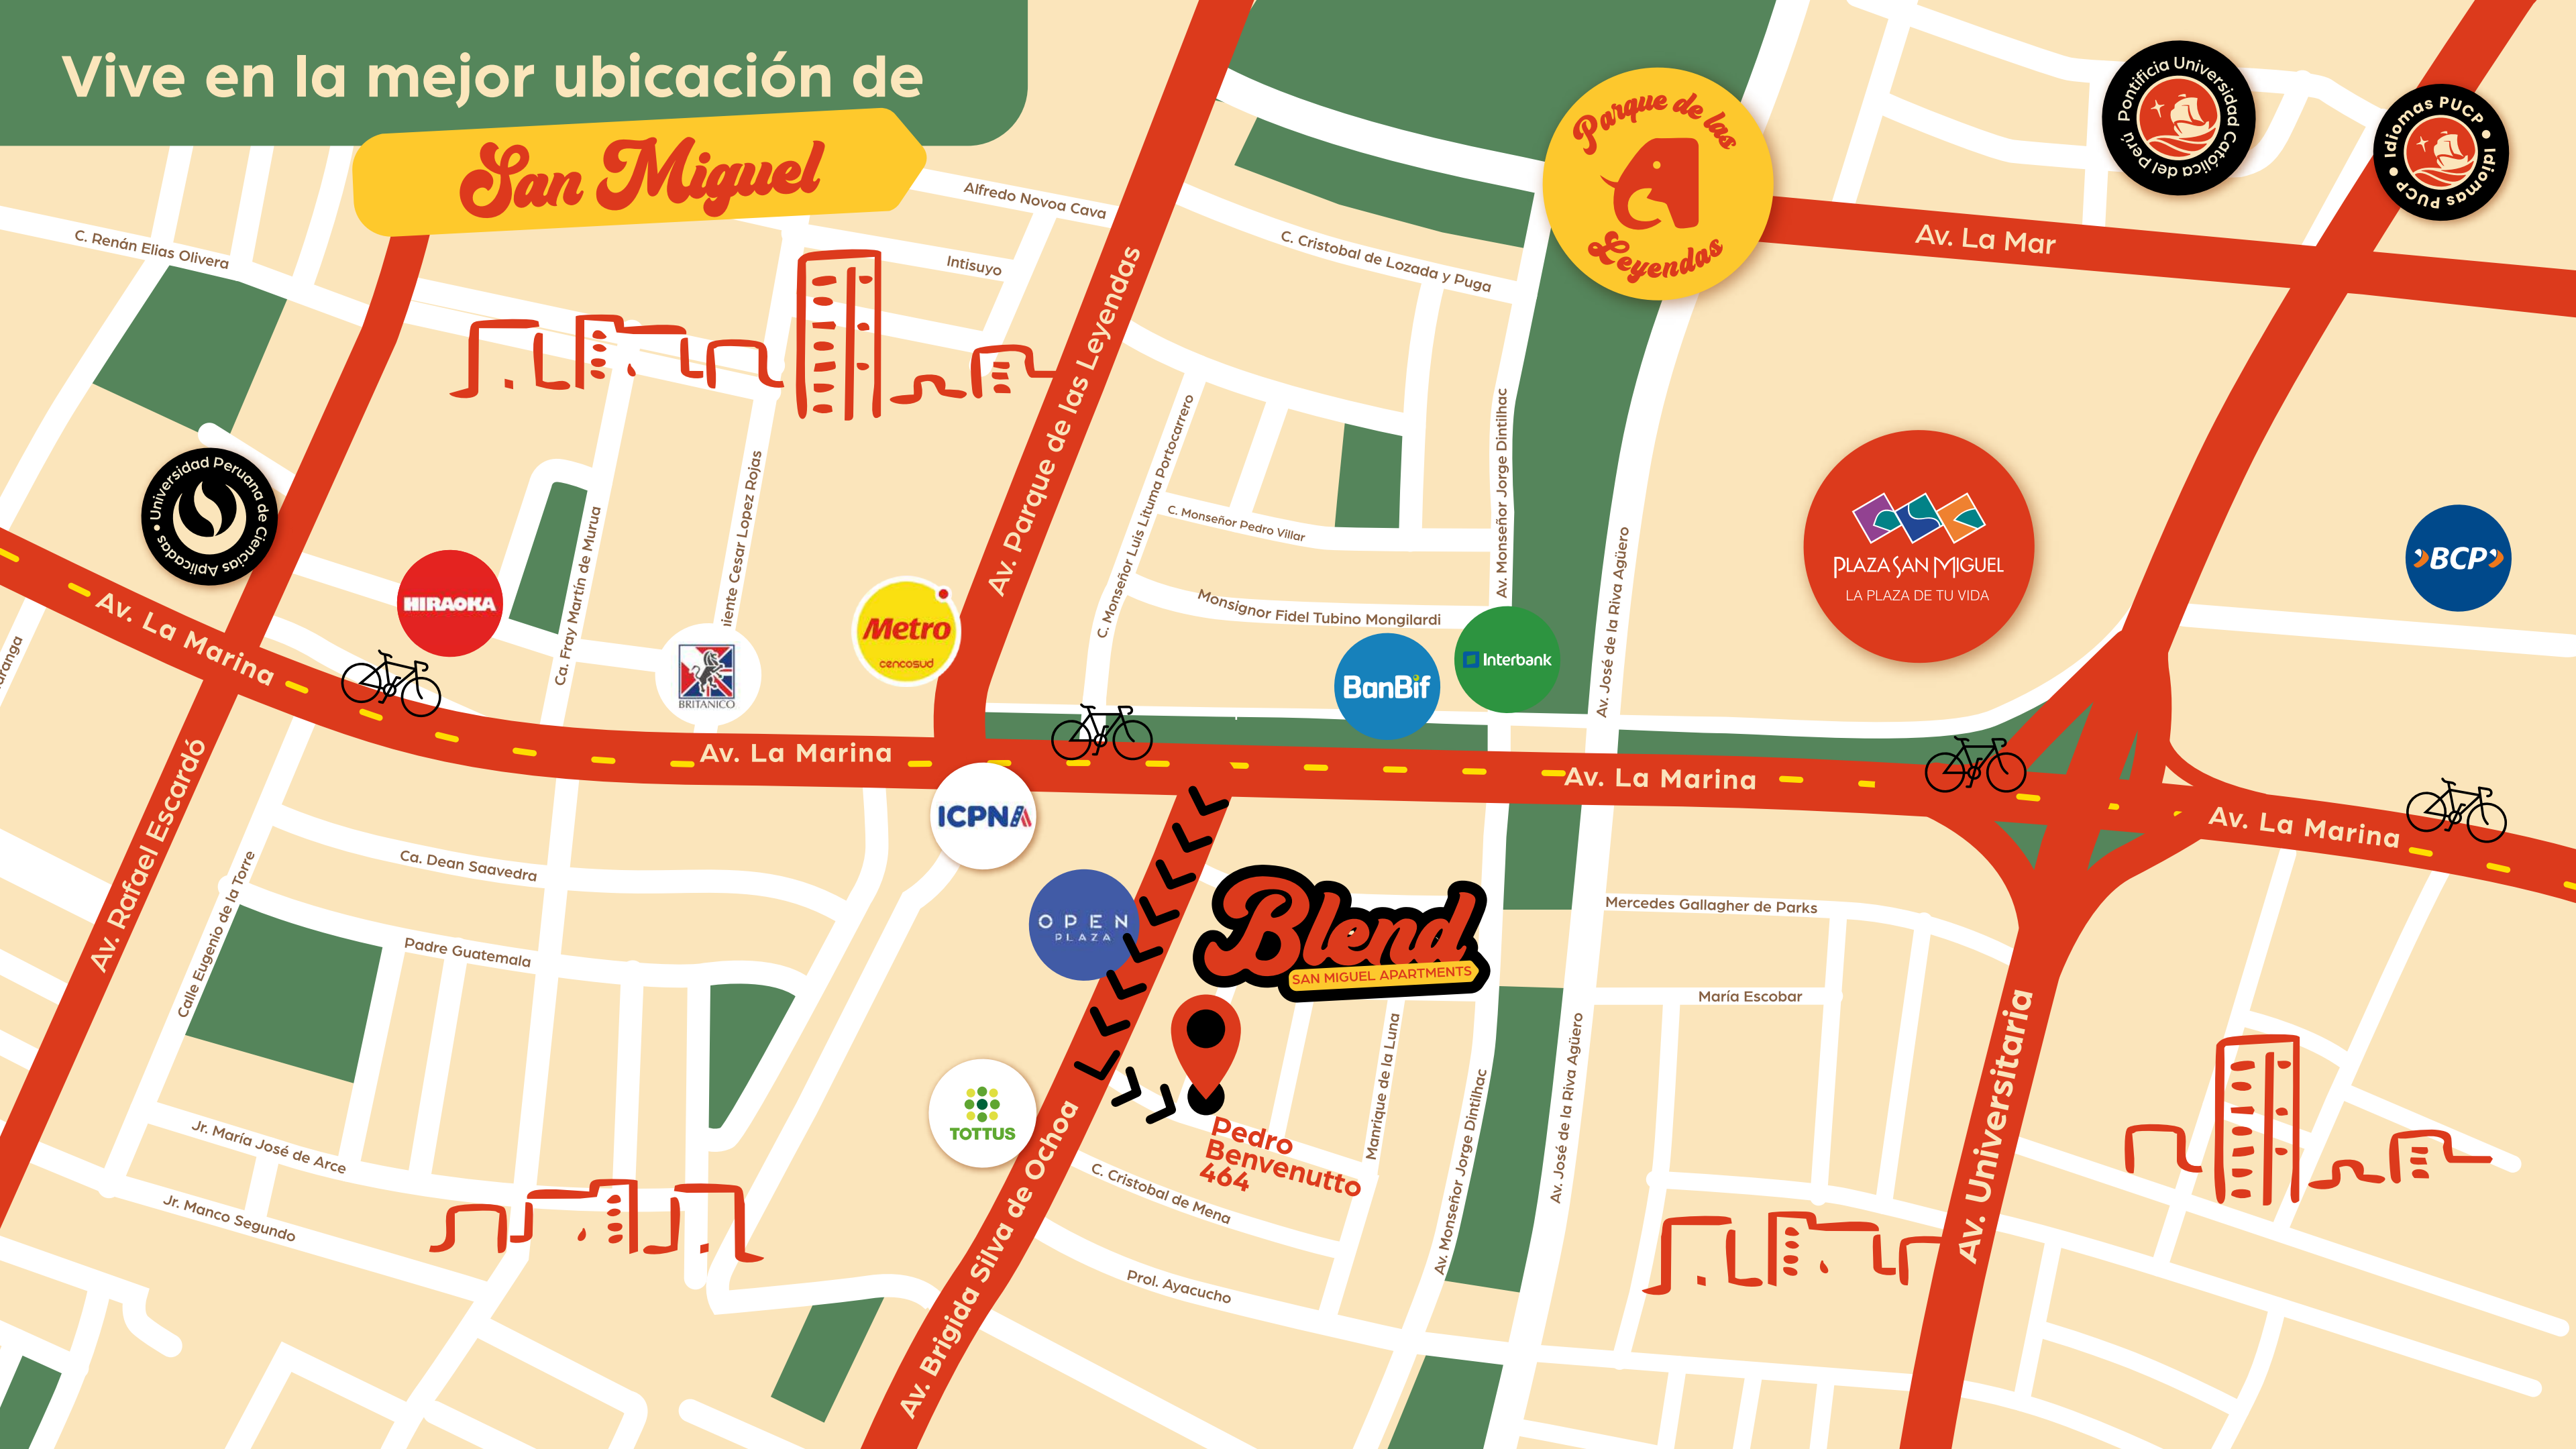 Vive en la mejor ubicación de
San Miguel
Alfredo Novoa Cava
C. Renán Elias Olivera
Intisuyo
C. Cristobal de Lozada y Puga
Parque de las
Leyendas
Av. La Mar
Pontificia Universidad Católica del Perú
Idiomas PUCP • Idiomas PUCP •
Av. Parque de las Leyendas
C. Monseñor Luis Lituma Portocarrero
C. Monseñor Pedro Villar
Av. Monseñor Jorge Dintilhac
Av. José de la Riva Agüero
Monsignor Fidel Tubino Mongilardi
PLAZA SAN MIGUEL
LA PLAZA DE TU VIDA
BCP
Universidad Peruana de Ciencias Aplicadas •
HIRAOKA
Ca. Fray Martín de Murua
iente Cesar Lopez Rojas
BRITANICO
Metro
cencosud
BanBif
Interbank
Av. La Marina
Av. La Marina
Av. La Marina
Av. La Marina
uranga
Av. Rafael Escardó
Calle Eugenio de la Torre
Ca. Dean Saavedra
Padre Guatemala
Jr. María José de Arce
Jr. Manco Segundo
ICPNA
OPEN
PLAZA
TOTTUS
Blend
SAN MIGUEL APARTMENTS
Pedro
Benvenutto
464
Manrique de la Luna
Av. Monseñor Jorge Dintilhac
Av. José de la Riva Agüero
C. Cristobal de Mena
Prol. Ayacucho
Av. Brigida Silva de Ochoa
Mercedes Gallagher de Parks
María Escobar
Av. Universitaria